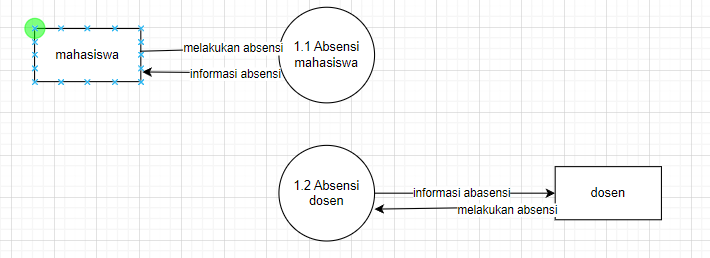 mahasiswa
melakukan absensi
informasi absensi
1.1 Absensi
mahasiswa
1.2 Absensi
dosen
informasi abasensi
melakukan absensi
dosen